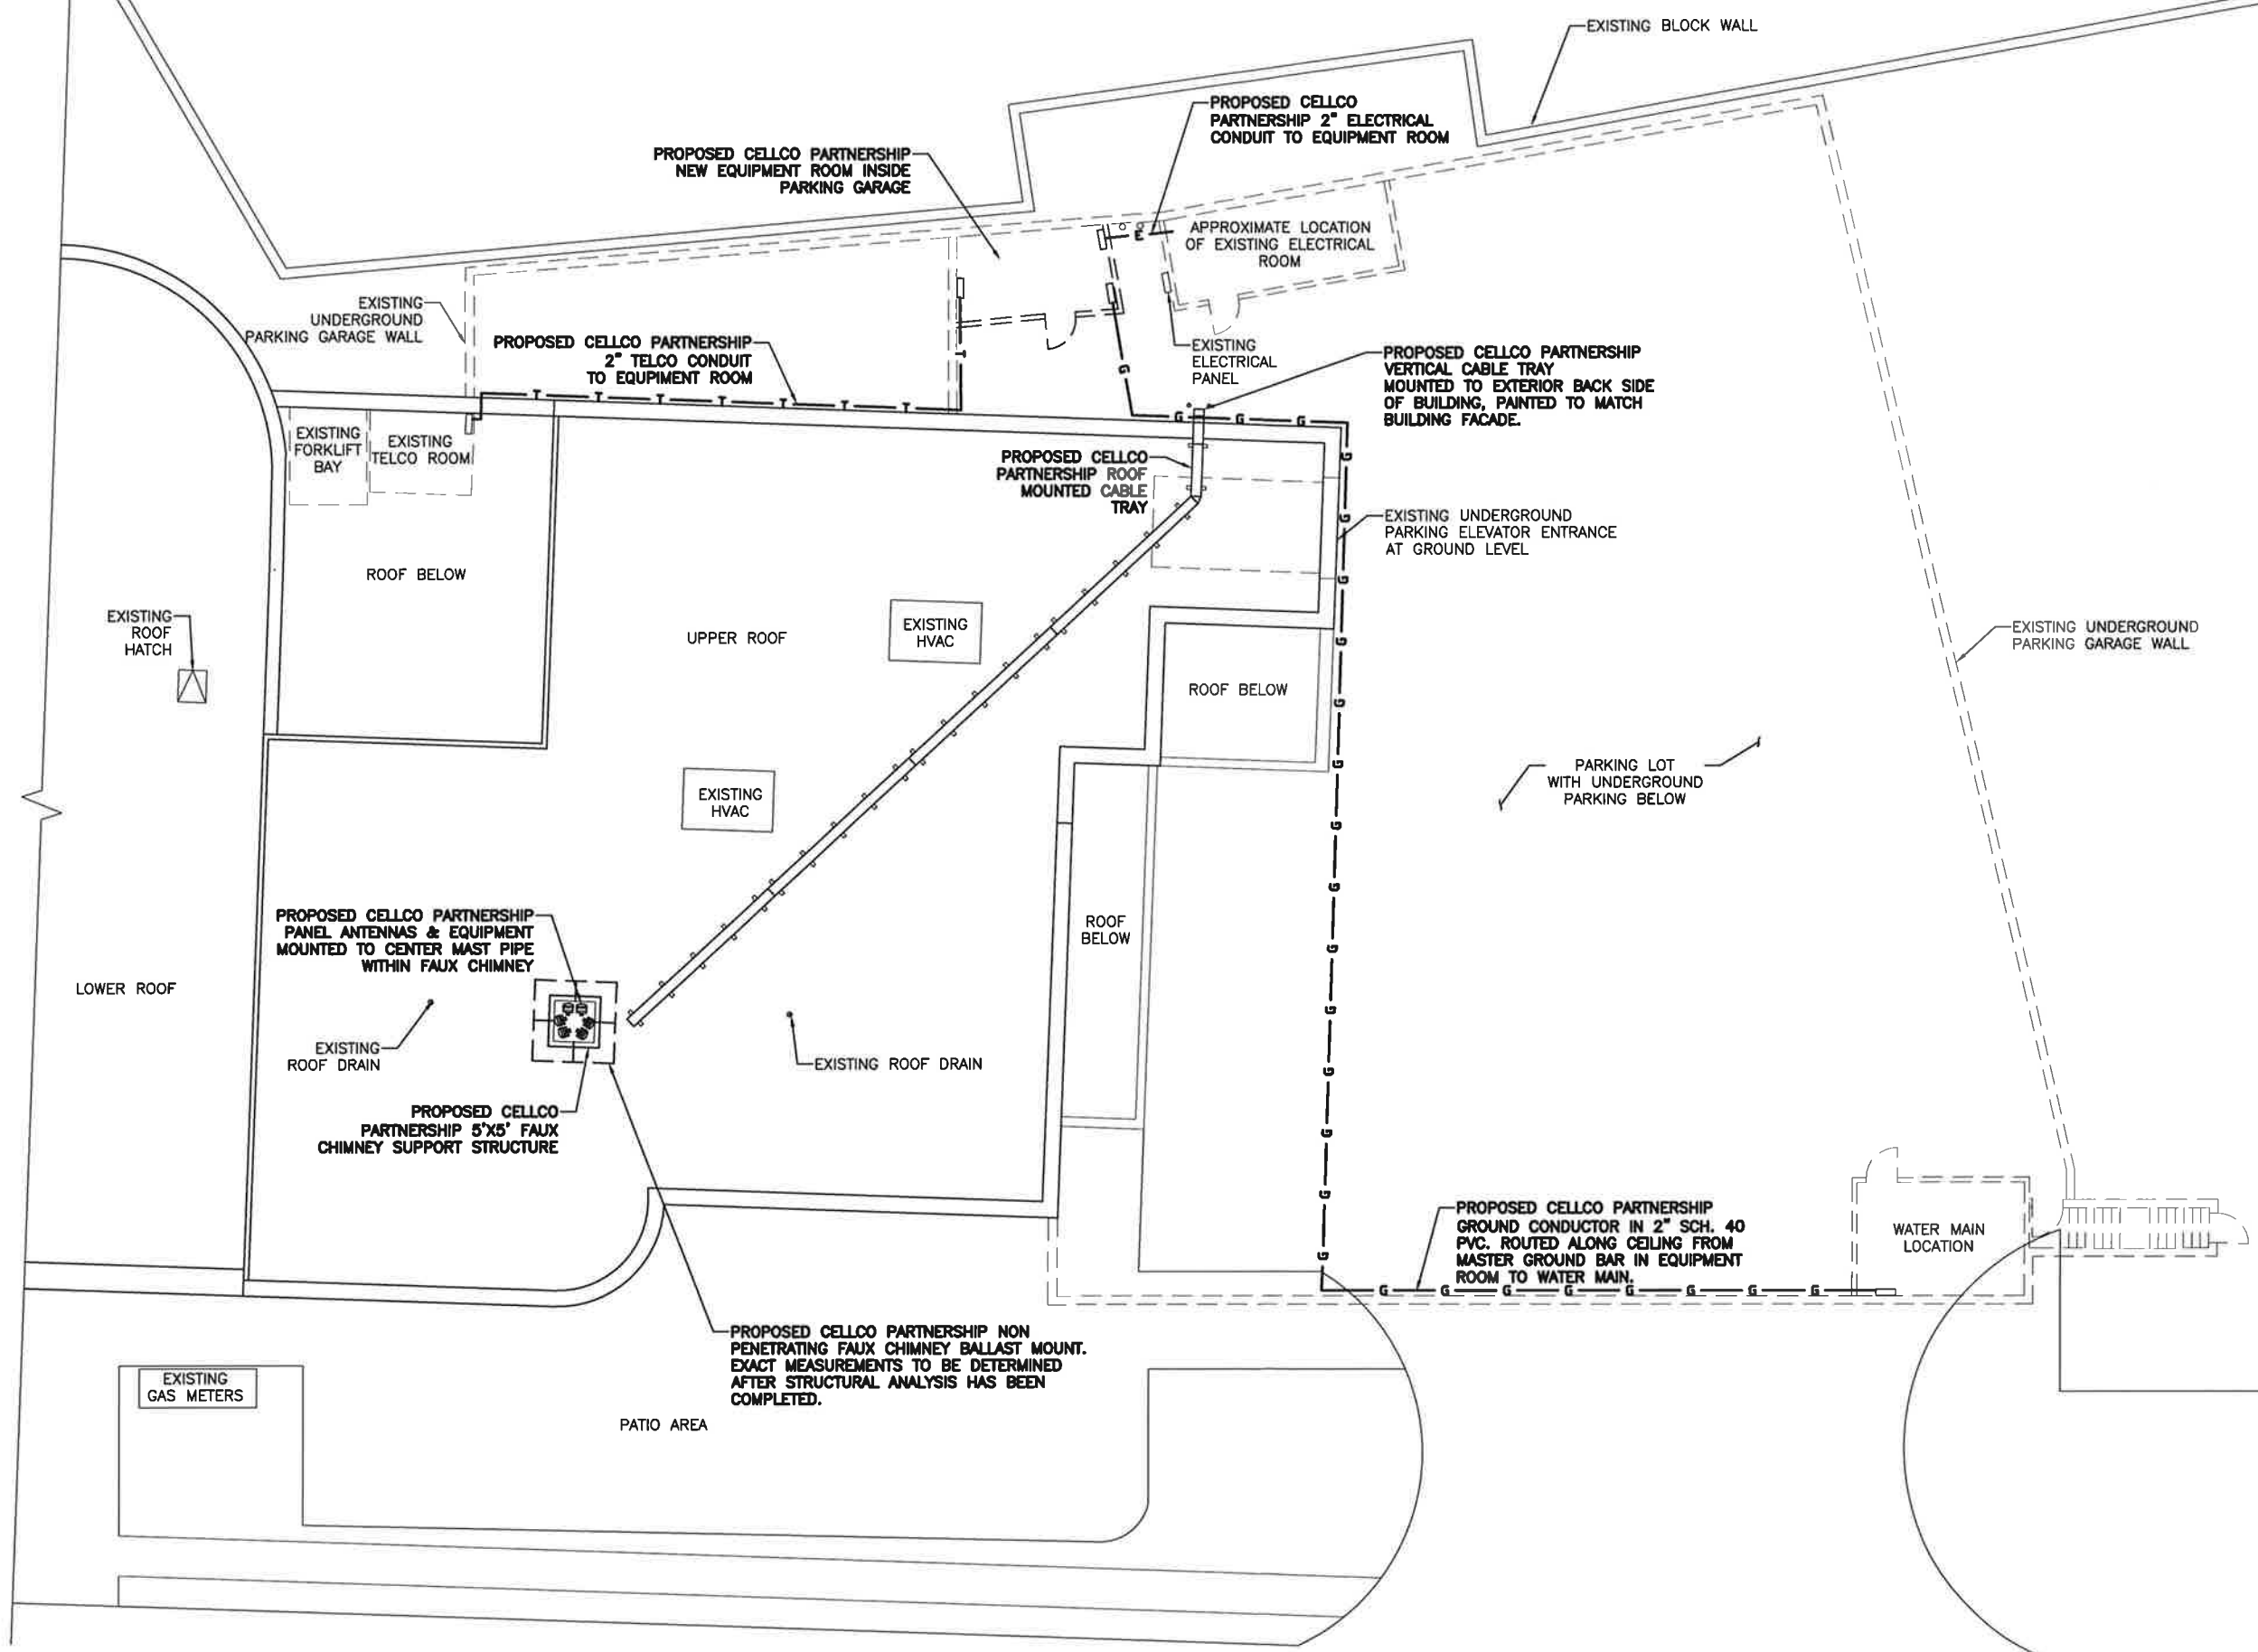 EXISTING BLOCK WALL
PROPOSED CELLCO
PARTNERSHIP 2" ELECTRICAL
CONDUIT TO EQUIPMENT ROOM
PROPOSED CELLCO PARTNERSHIP
NEW EQUIPMENT ROOM INSIDE
PARKING GARAGE
E
APPROXIMATE LOCATION
OF EXISTING ELECTRICAL
ROOM
EXISTING
UNDERGROUND
PARKING GARAGE WALL
PROPOSED CELLCO PARTNERSHIP
2" TELCO CONDUIT
TO EQUPIMENT ROOM
T
T T T T T T T
G
EXISTING
ELECTRICAL
PANEL
PROPOSED CELLCO PARTNERSHIP
VERTICAL CABLE TRAY
MOUNTED TO EXTERIOR BACK SIDE
OF BUILDING, PAINTED TO MATCH
BUILDING FACADE.
G G G
EXISTING
FORKLIFT
BAY
EXISTING
TELCO ROOM
PROPOSED CELLCO
PARTNERSHIP ROOF
MOUNTED CABLE
TRAY
EXISTING UNDERGROUND
PARKING ELEVATOR ENTRANCE
AT GROUND LEVEL
ROOF BELOW
EXISTING
ROOF
HATCH
UPPER ROOF
EXISTING
HVAC
EXISTING UNDERGROUND
PARKING GARAGE WALL
ROOF BELOW
EXISTING
HVAC
PARKING LOT
WITH UNDERGROUND
PARKING BELOW
G
G
G
G
G
G
G
G
G
G
G
G
G
G
PROPOSED CELLCO PARTNERSHIP
PANEL ANTENNAS & EQUIPMENT
MOUNTED TO CENTER MAST PIPE
WITHIN FAUX CHIMNEY
ROOF
BELOW
LOWER ROOF
EXISTING
ROOF DRAIN
EXISTING ROOF DRAIN
PROPOSED CELLCO
PARTNERSHIP 5'X5' FAUX
CHIMNEY SUPPORT STRUCTURE
PROPOSED CELLCO PARTNERSHIP
GROUND CONDUCTOR IN 2" SCH. 40
PVC. ROUTED ALONG CEILING FROM
MASTER GROUND BAR IN EQUIPMENT
ROOM TO WATER MAIN.
WATER MAIN
LOCATION
G G G G G G G G
PROPOSED CELLCO PARTNERSHIP NON
PENETRATING FAUX CHIMNEY BALLAST MOUNT.
EXACT MEASUREMENTS TO BE DETERMINED
AFTER STRUCTURAL ANALYSIS HAS BEEN
COMPLETED.
EXISTING
GAS METERS
PATIO AREA